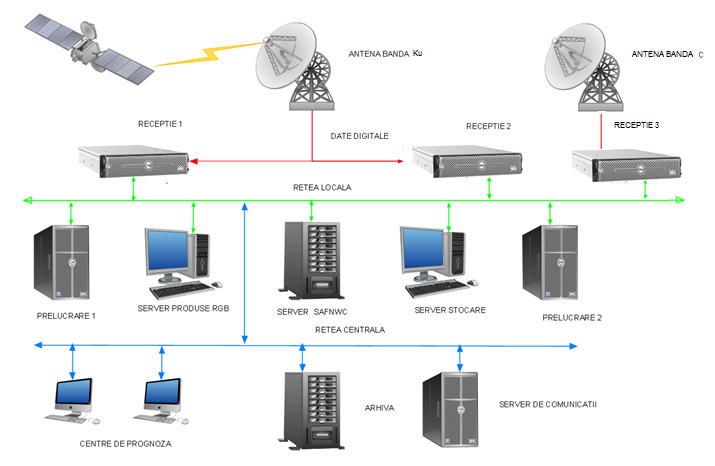 ANTENA BANDA Ku
ANTENA BANDA C
RECEPTIE 1
DATE DIGITALE
RECEPTIE 2
RECEPTIE 3
RETEA LOCALA
PRELUCRARE 1
SERVER PRODUSE RGB
SERVER SAFNWC
SERVER STOCARE
PRELUCRARE 2
RETEA CENTRALA
CENTRE DE PROGNOZA
ARHIVA
SERVER DE COMUNICATII